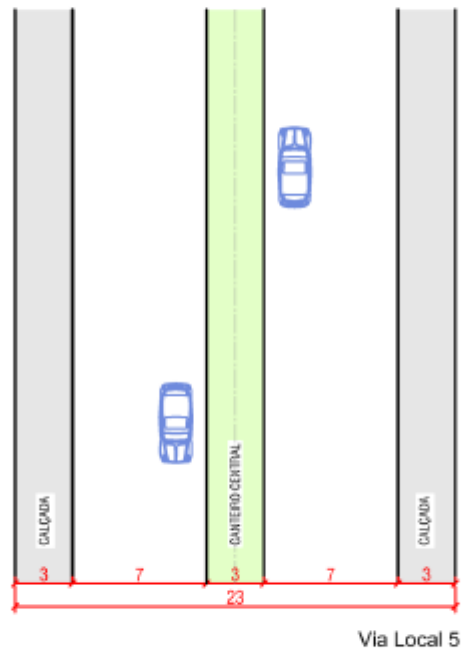 CALÇADA
CANTEIRO CENTRAL
CALÇADA
3 7 3 7 3
23
Via Local 5